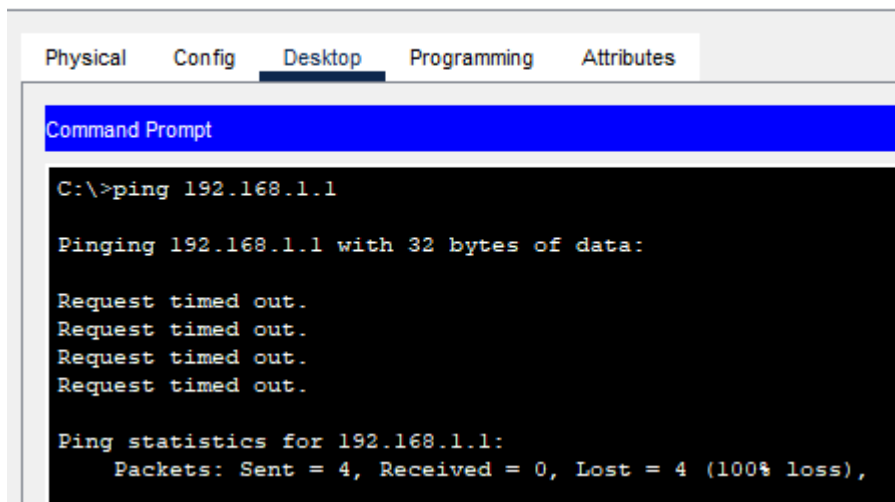 Physical Config Desktop Programming Attributes
Command Prompt
C:\>ping 192.168.1.1
Pinging 192.168.1.1 with 32 bytes of data:
Request timed out.
Request timed out.
Request timed out.
Request timed out.
Ping statistics for 192.168.1.1:
Packets: Sent = 4, Received = 0, Lost = 4 (100% loss),